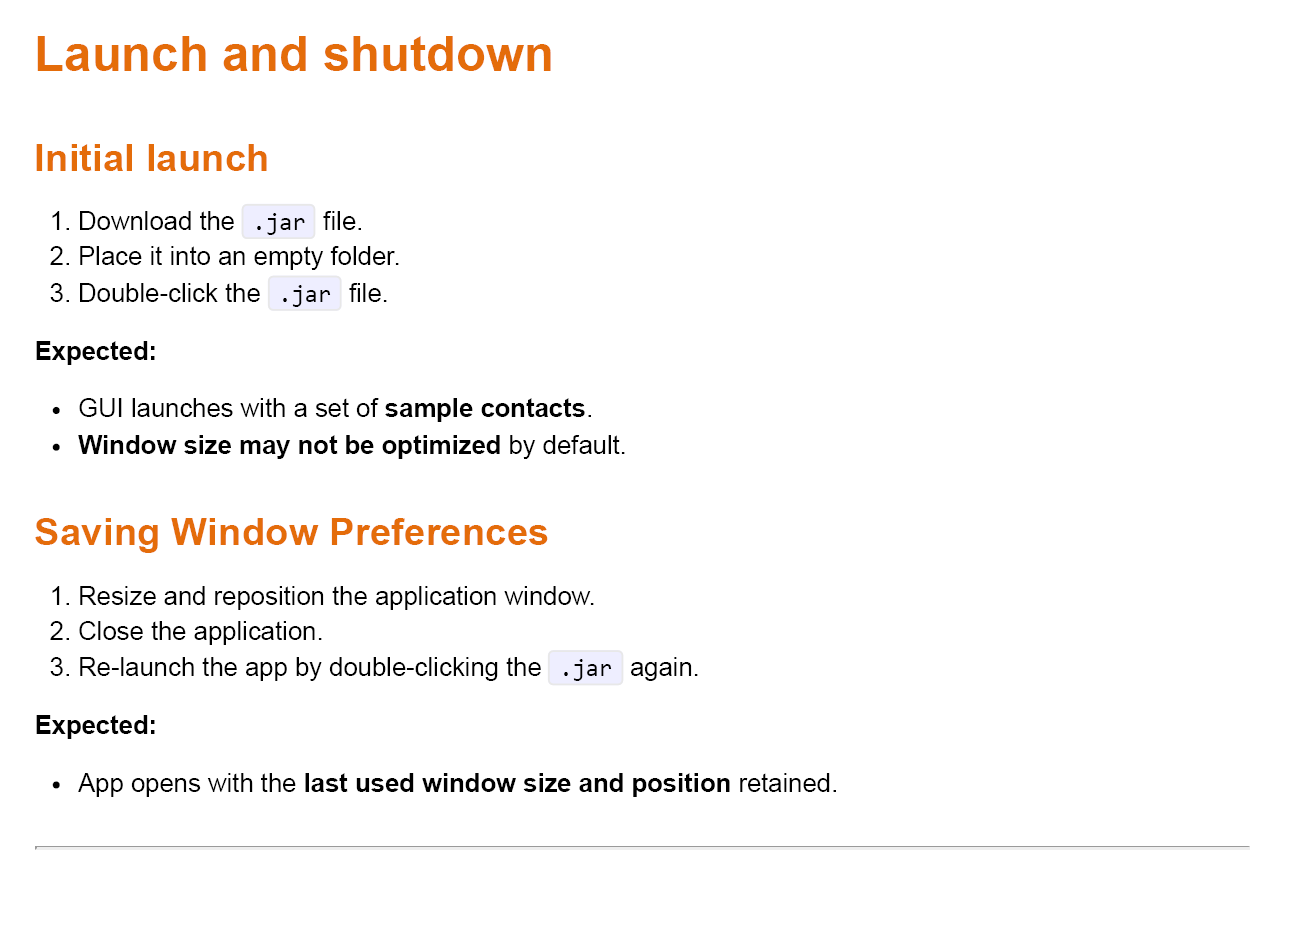 Launch and shutdown
Initial launch
1. Download the .jar file.
2. Place it into an empty folder.
3. Double-click the .jar file.
Expected:
• GUI launches with a set of sample contacts.
• Window size may not be optimized by default.
Saving Window Preferences
1. Resize and reposition the application window.
2. Close the application.
3. Re-launch the app by double-clicking the .jar again.
Expected:
• App opens with the last used window size and position retained.